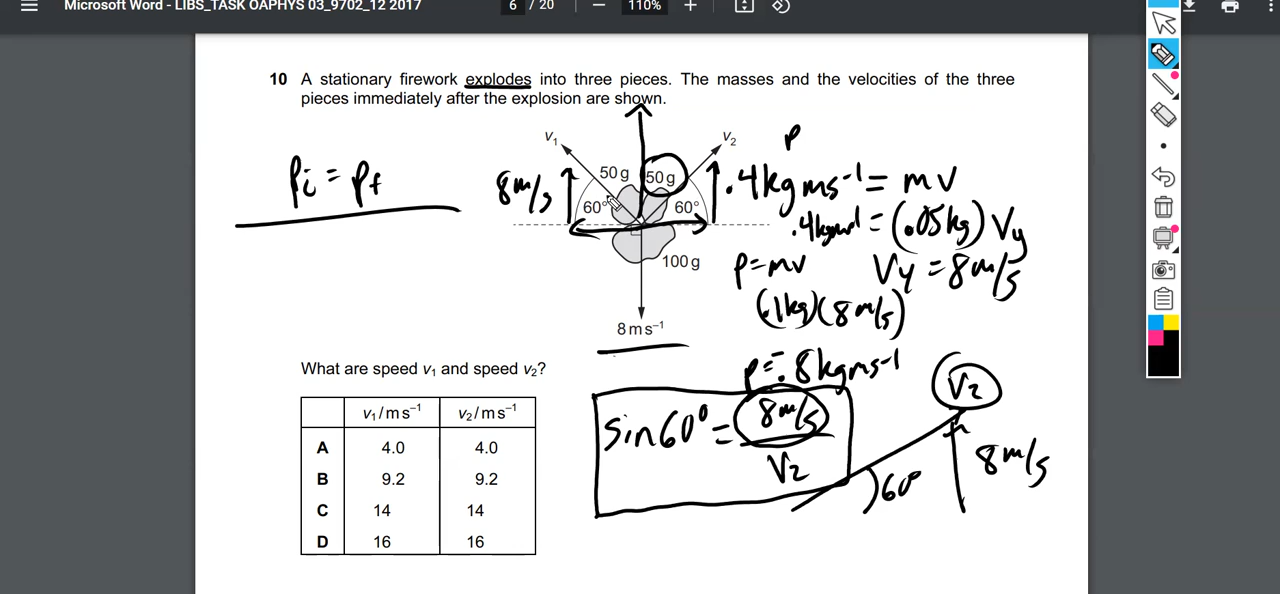 Microsoft Word - LIBS_TASK OAPHYS 03_9702_12 2017
6 / 20
110%
10 A stationary firework explodes into three pieces. The masses and the velocities of the three
pieces immediately after the explosion are shown.
v1
v2
P
50 g
50 g
60°
60°
100 g
8 m s⁻¹
8m/s
Pi = Pf
.4kgms⁻¹ = mv
= (.05kg) Vy
P=mv
Vy = 8m/s
(.1kg)(8m/s)
p=-.8kgms⁻¹
What are speed v1 and speed v2?
v1 / m s⁻¹ v2 / m s⁻¹
A 4.0 4.0
B 9.2 9.2
C 14 14
D 16 16
sin60° = 8m/s
V2
V2
60°
8m/s